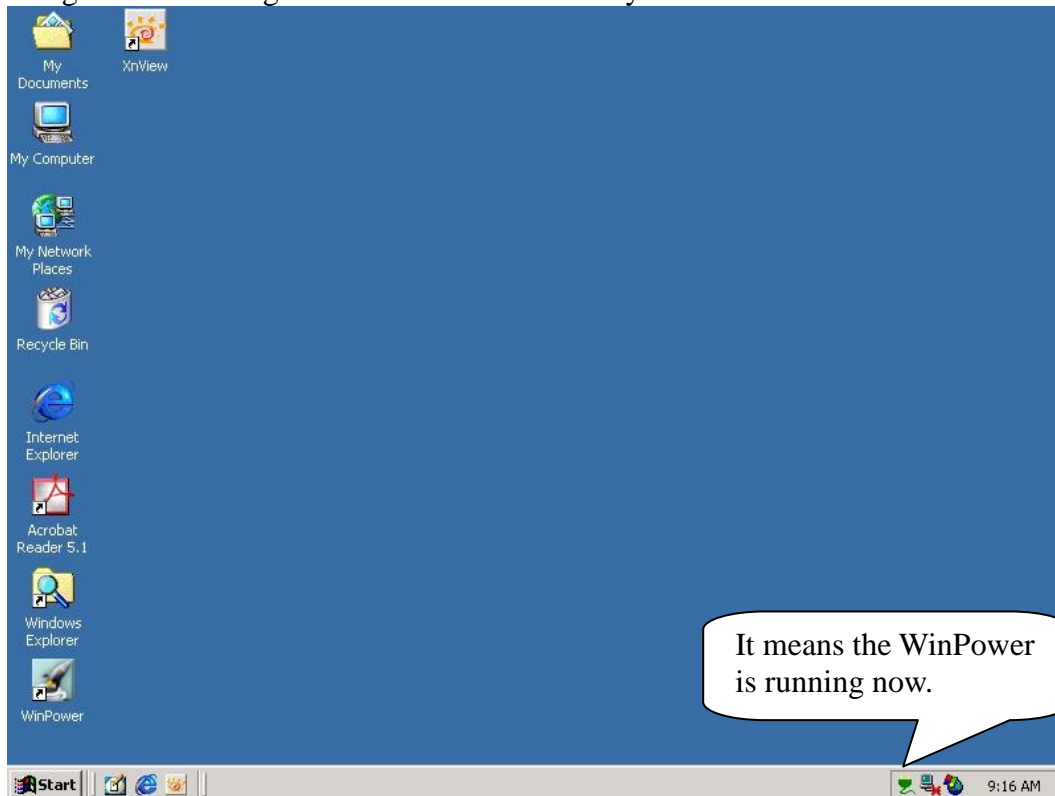 My
Documents
XnView
My Computer
My Network
Places
Recycle Bin
Internet
Explorer
Acrobat
Reader 5.1
Windows
Explorer
WinPower
It means the WinPower
is running now.
Start
9:16 AM